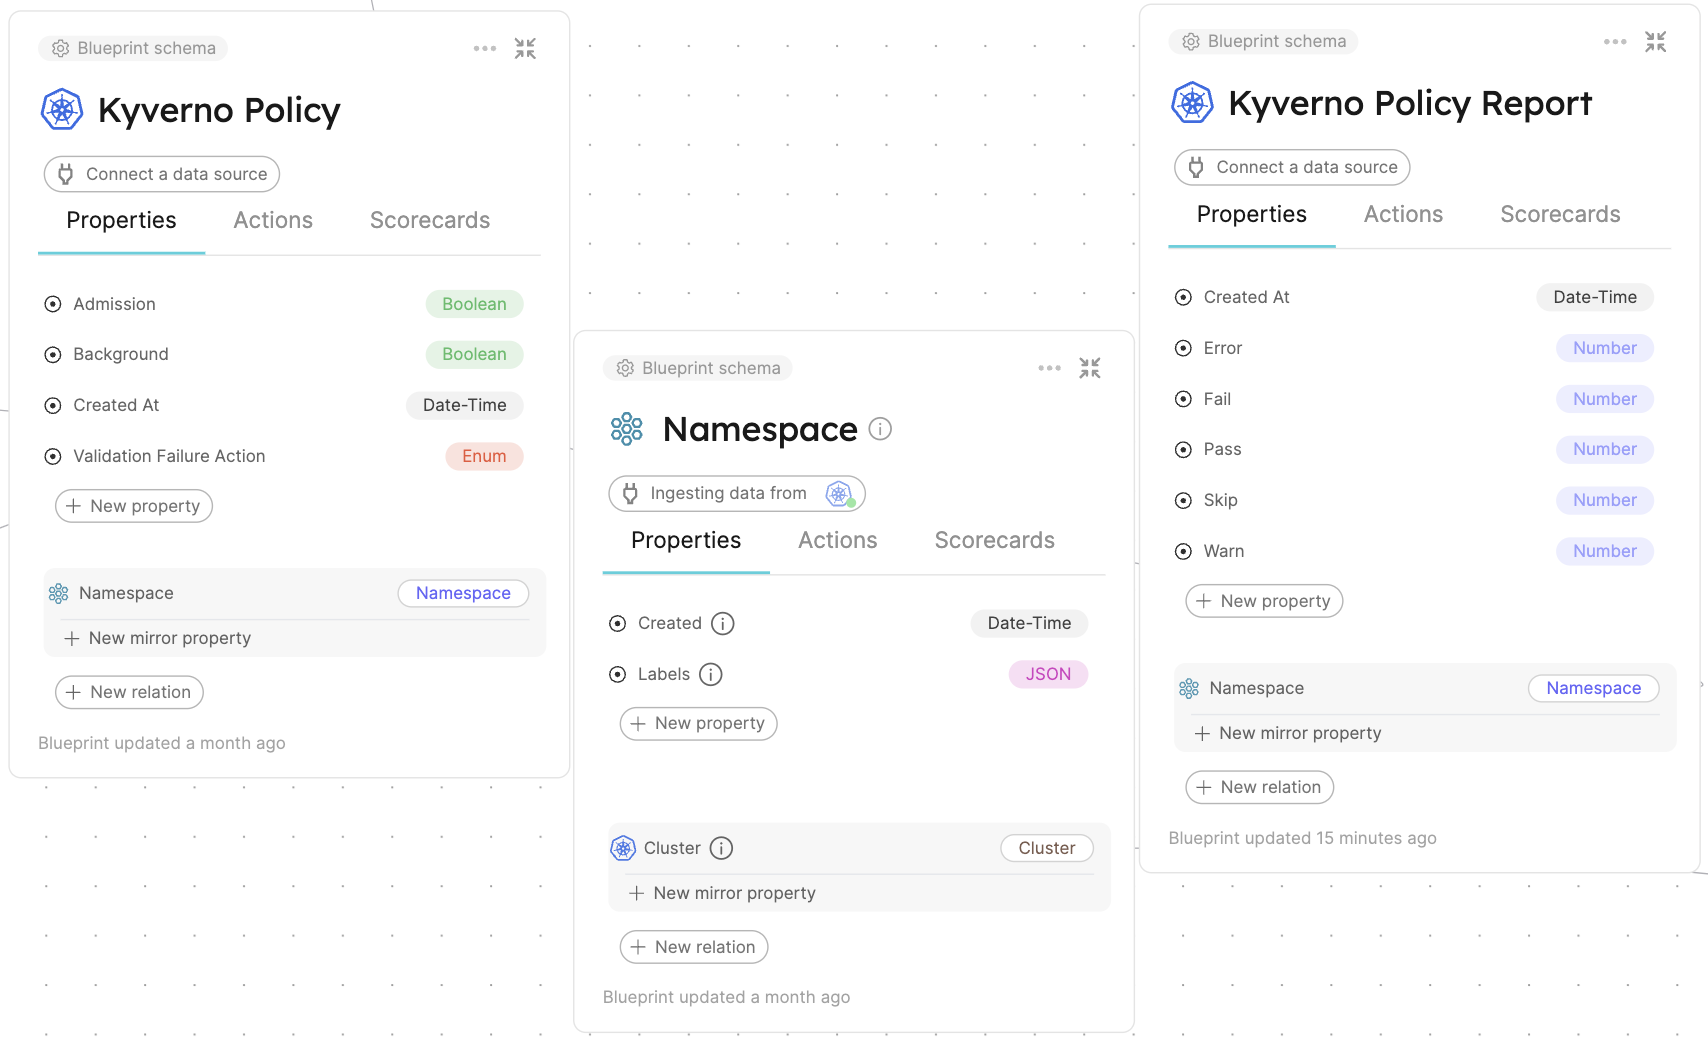 Blueprint schema
Kyverno Policy
Connect a data source
Properties Actions Scorecards
Admission Boolean
Background Boolean
Created At Date-Time
Validation Failure Action Enum
New property
Namespace Namespace
New mirror property
New relation
Blueprint updated a month ago
Blueprint schema
Namespace
Ingesting data from
Properties Actions Scorecards
Created Date-Time
Labels JSON
New property
Cluster Cluster
New mirror property
New relation
Blueprint updated a month ago
Blueprint schema
Kyverno Policy Report
Connect a data source
Properties Actions Scorecards
Created At Date-Time
Error Number
Fail Number
Pass Number
Skip Number
Warn Number
New property
Namespace Namespace
New mirror property
New relation
Blueprint updated 15 minutes ago